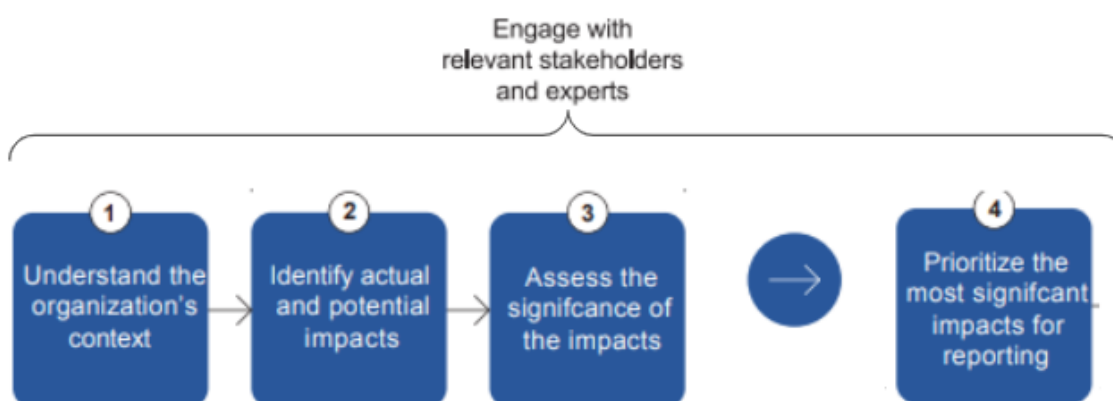 Engage with
relevant stakeholders
and experts
1
Understand the
organization's
context
2
Identify actual
and potential
impacts
3
Assess the
signifcance of
the impacts
4
Prioritize the
most signifcant
impacts for
reporting